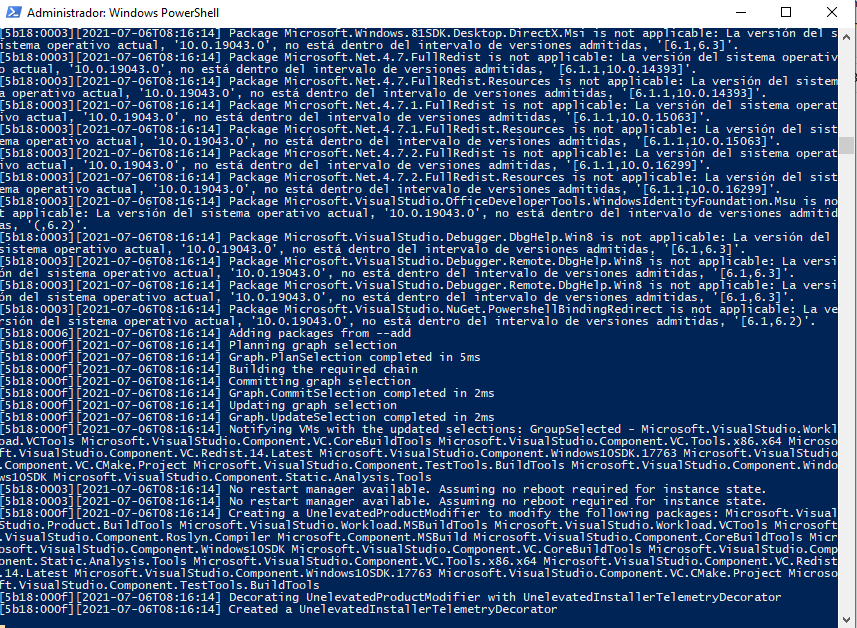 Administrador: Windows PowerShell
[5b18:0003][2021-07-06T08:16:14] Package Microsoft.Windows.81SDK.Desktop.DirectX.Msi is not applicable: La versión del s
istema operativo actual, '10.0.19043.0', no está dentro del intervalo de versiones admitidas, '[6.1,6.3]'.
[5b18:0003][2021-07-06T08:16:14] Package Microsoft.Net.4.7.FullRedist is not applicable: La versión del sistema operativ
o actual, '10.0.19043.0', no está dentro del intervalo de versiones admitidas, '[6.1.1,10.0.14393]'.
[5b18:0003][2021-07-06T08:16:14] Package Microsoft.Net.4.7.FullRedist.Resources is not applicable: La versión del sistem
a operativo actual, '10.0.19043.0', no está dentro del intervalo de versiones admitidas, '[6.1.1,10.0.14393]'.
[5b18:0003][2021-07-06T08:16:14] Package Microsoft.Net.4.7.1.FullRedist is not applicable: La versión del sistema operat
ivo actual, '10.0.19043.0', no está dentro del intervalo de versiones admitidas, '[6.1.1,10.0.15063]'.
[5b18:0003][2021-07-06T08:16:14] Package Microsoft.Net.4.7.1.FullRedist.Resources is not applicable: La versión del sist
ema operativo actual, '10.0.19043.0', no está dentro del intervalo de versiones admitidas, '[6.1.1,10.0.15063]'.
[5b18:0003][2021-07-06T08:16:14] Package Microsoft.Net.4.7.2.FullRedist is not applicable: La versión del sistema operat
ivo actual, '10.0.19043.0', no está dentro del intervalo de versiones admitidas, '[6.1.1,10.0.16299]'.
[5b18:0003][2021-07-06T08:16:14] Package Microsoft.Net.4.7.2.FullRedist.Resources is not applicable: La versión del sist
ema operativo actual, '10.0.19043.0', no está dentro del intervalo de versiones admitidas, '[6.1.1,10.0.16299]'.
[5b18:0003][2021-07-06T08:16:14] Package Microsoft.VisualStudio.OfficeDeveloperTools.WindowsIdentityFoundation.Msu is no
t applicable: La versión del sistema operativo actual, '10.0.19043.0', no está dentro del intervalo de versiones admitid
as, '(,6.2)'.
[5b18:0003][2021-07-06T08:16:14] Package Microsoft.VisualStudio.Debugger.DbgHelp.Win8 is not applicable: La versión del
sistema operativo actual, '10.0.19043.0', no está dentro del intervalo de versiones admitidas, '[6.1,6.3]'.
[5b18:0003][2021-07-06T08:16:14] Package Microsoft.VisualStudio.Debugger.Remote.DbgHelp.Win8 is not applicable: La versi
ón del sistema operativo actual, '10.0.19043.0', no está dentro del intervalo de versiones admitidas, '[6.1,6.3]'.
[5b18:0003][2021-07-06T08:16:14] Package Microsoft.VisualStudio.Debugger.Remote.DbgHelp.Win8 is not applicable: La versi
ón del sistema operativo actual, '10.0.19043.0', no está dentro del intervalo de versiones admitidas, '[6.1,6.3]'.
[5b18:0003][2021-07-06T08:16:14] Package Microsoft.VisualStudio.NuGet.PowershellBindingRedirect is not applicable: La ve
rsión del sistema operativo actual, '10.0.19043.0', no está dentro del intervalo de versiones admitidas, '[6.1,6.2)'.
[5b18:0006][2021-07-06T08:16:14] Adding packages from --add
[5b18:000f][2021-07-06T08:16:14] Planning graph selection
[5b18:000f][2021-07-06T08:16:14] Graph.PlanSelection completed in 5ms
[5b18:000f][2021-07-06T08:16:14] Building the required chain
[5b18:000f][2021-07-06T08:16:14] Committing graph selection
[5b18:000f][2021-07-06T08:16:14] Graph.CommitSelection completed in 2ms
[5b18:000f][2021-07-06T08:16:14] Updating graph selection
[5b18:000f][2021-07-06T08:16:14] Graph.UpdateSelection completed in 2ms
[5b18:000f][2021-07-06T08:16:14] Notifying VMs with the updated selections: GroupSelected - Microsoft.VisualStudio.Workl
oad.VCTools Microsoft.VisualStudio.Component.VC.CoreBuildTools Microsoft.VisualStudio.Component.VC.Tools.x86.x64 Microso
ft.VisualStudio.Component.VC.Redist.14.Latest Microsoft.VisualStudio.Component.Windows10SDK.17763 Microsoft.VisualStudio
.Component.VC.CMake.Project Microsoft.VisualStudio.Component.TestTools.BuildTools Microsoft.VisualStudio.Component.Windo
ws10SDK Microsoft.VisualStudio.Component.Static.Analysis.Tools
[5b18:0003][2021-07-06T08:16:14] No restart manager available. Assuming no reboot required for instance state.
[5b18:000f][2021-07-06T08:16:14] No restart manager available. Assuming no reboot required for instance state.
[5b18:000f][2021-07-06T08:16:14] Creating a UnelevatedProductModifier to modify the following packages: Microsoft.Visual
Studio.Product.BuildTools Microsoft.VisualStudio.Workload.MSBuildTools Microsoft.VisualStudio.Workload.VCTools Microsoft
.VisualStudio.Component.Roslyn.Compiler Microsoft.Component.MSBuild Microsoft.VisualStudio.Component.CoreBuildTools Micr
osoft.VisualStudio.Component.Windows10SDK Microsoft.VisualStudio.Component.VC.CoreBuildTools Microsoft.VisualStudio.Comp
onent.Static.Analysis.Tools Microsoft.VisualStudio.Component.VC.Tools.x86.x64 Microsoft.VisualStudio.Component.VC.Redist
.14.Latest Microsoft.VisualStudio.Component.Windows10SDK.17763 Microsoft.VisualStudio.Component.VC.CMake.Project Microso
ft.VisualStudio.Component.TestTools.BuildTools
[5b18:000f][2021-07-06T08:16:14] Decorating UnelevatedProductModifier with UnelevatedInstallerTelemetryDecorator
[5b18:000f][2021-07-06T08:16:14] Created a UnelevatedInstallerTelemetryDecorator